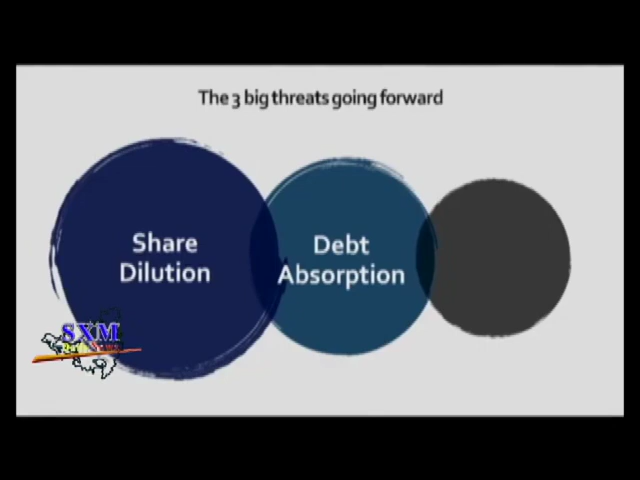 The 3 big threats going forward
Share
Dilution
Debt
Absorption
SXM